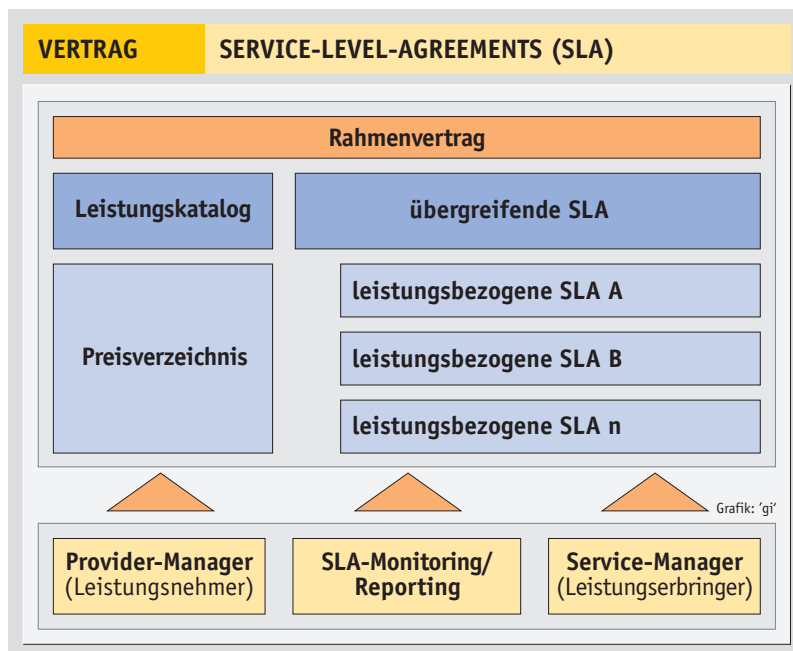 VERTRAG SERVICE-LEVEL-AGREEMENTS (SLA)
Rahmenvertrag
Leistungskatalog
übergreifende SLA
Preisverzeichnis
leistungsbezogene SLA A
leistungsbezogene SLA B
leistungsbezogene SLA n
Grafik: 'gi'
Provider-Manager
(Leistungsnehmer)
SLA-Monitoring/
Reporting
Service-Manager
(Leistungserbringer)